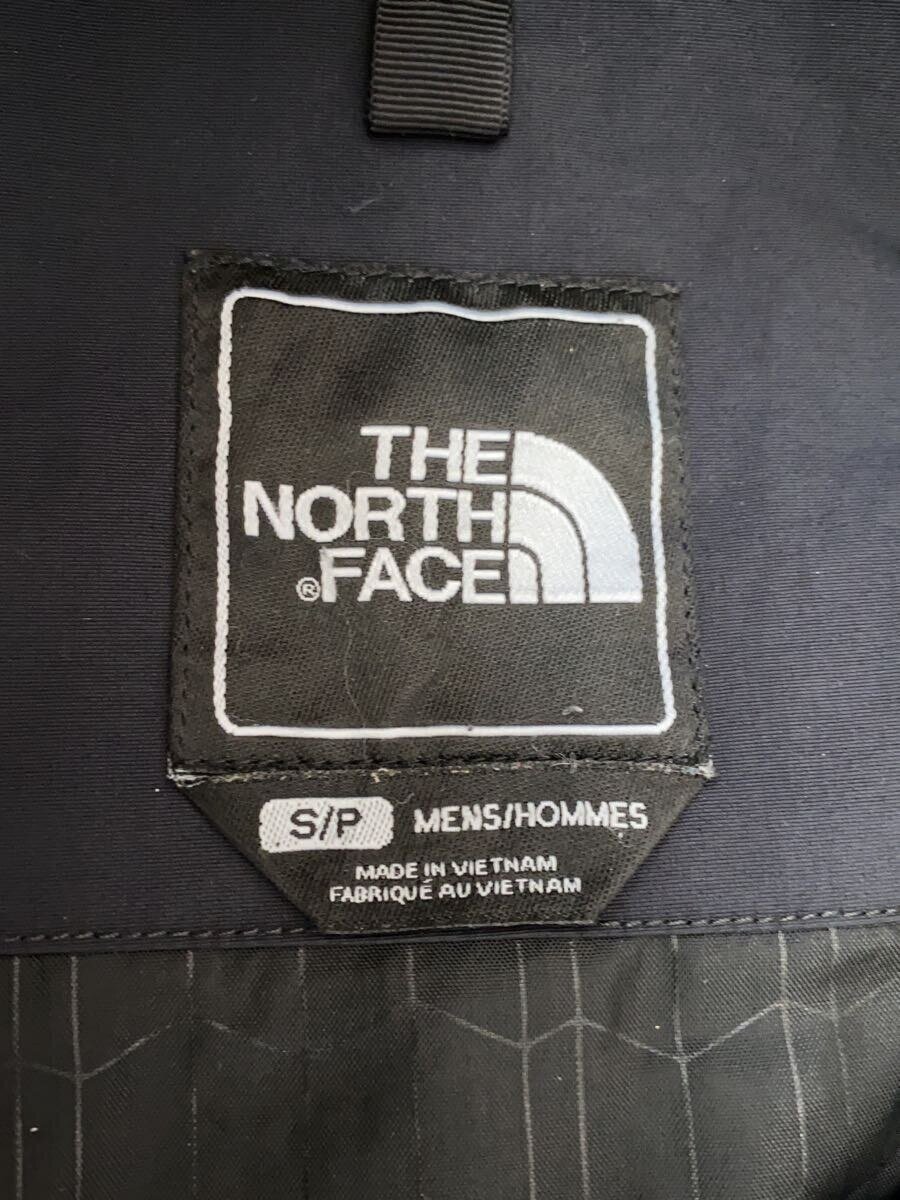 THE
NORTH
®FACE
S/P MENS/HOMMES
MADE IN VIETNAM
FABRIQUÉ AU VIETNAM